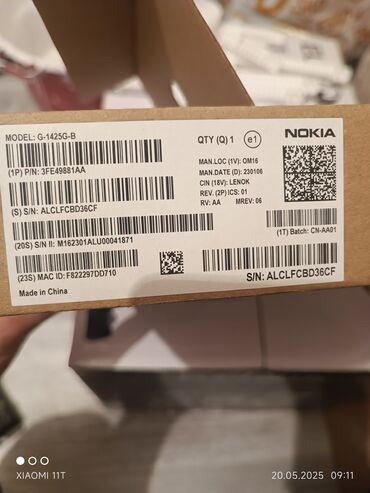 MODEL: G-1425G-B
(1P) P/N: 3FE49881AA
(S) S/N: ALCLFCBD36CF
(20S) S/N II: M162301ALU00041871
(23S) MAC ID: F822297DD710
Made in China
QTY (Q) 1
e1
MAN.LOC (1V): OM16
MAN.DATE (D): 230106
CIN (18V): LENOK
REV. (2P) ICS: 01
RV: AA MREV: 06
NOKIA
(1T) Batch: CN-AA01
S/N: ALCLFCBD36CF
XIAOMI 11T
20.05.2025 09:11